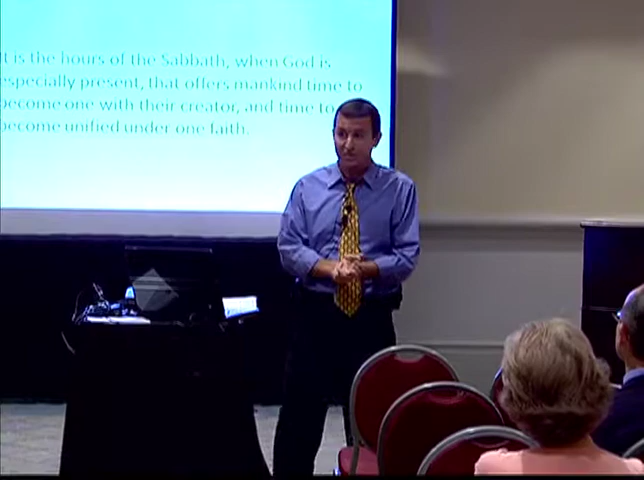 It is the hours of the Sabbath, when God is
especially present, that offers mankind time to
become one with their creator, and time to
become unified under one faith.